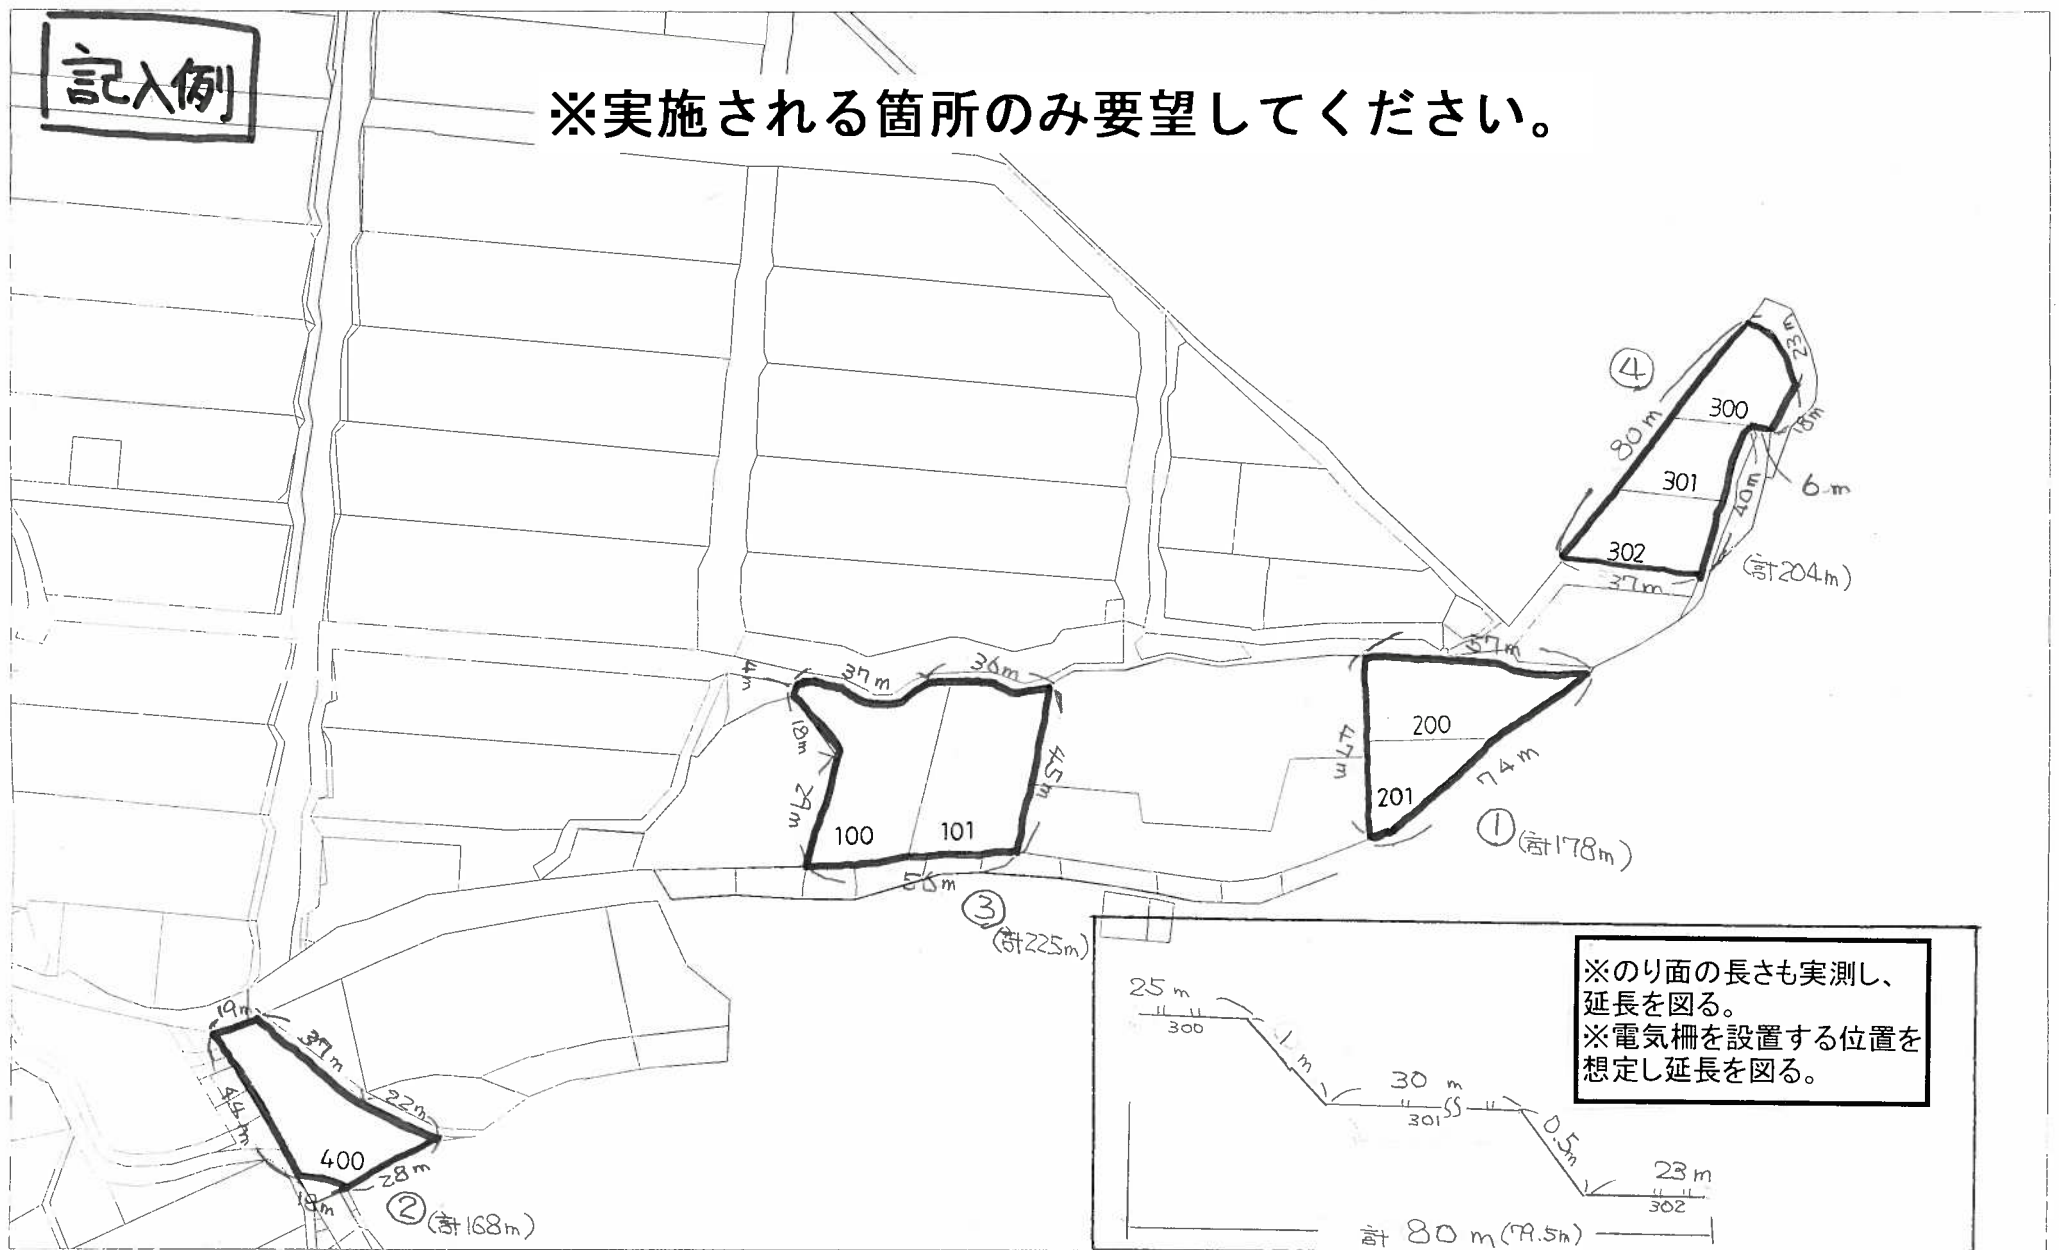 記入例
※実施される箇所のみ要望してください。
④
23m
300
80m
18m
301
40m
6m
302
37m
(計204m)
57m
4m
37m
36m
18m
29m
45m
100
101
56m
③
(計225m)
200
47m
74m
201
①(計178m)
19m
37m
22m
44m
400
28m
②(計168m)
※のり面の長さも実測し、
延長を図る。
※電気柵を設置する位置を
想定し延長を図る。
25m
300
1m
30m
301
0.5m
23m
302
計 80m(79.5m)